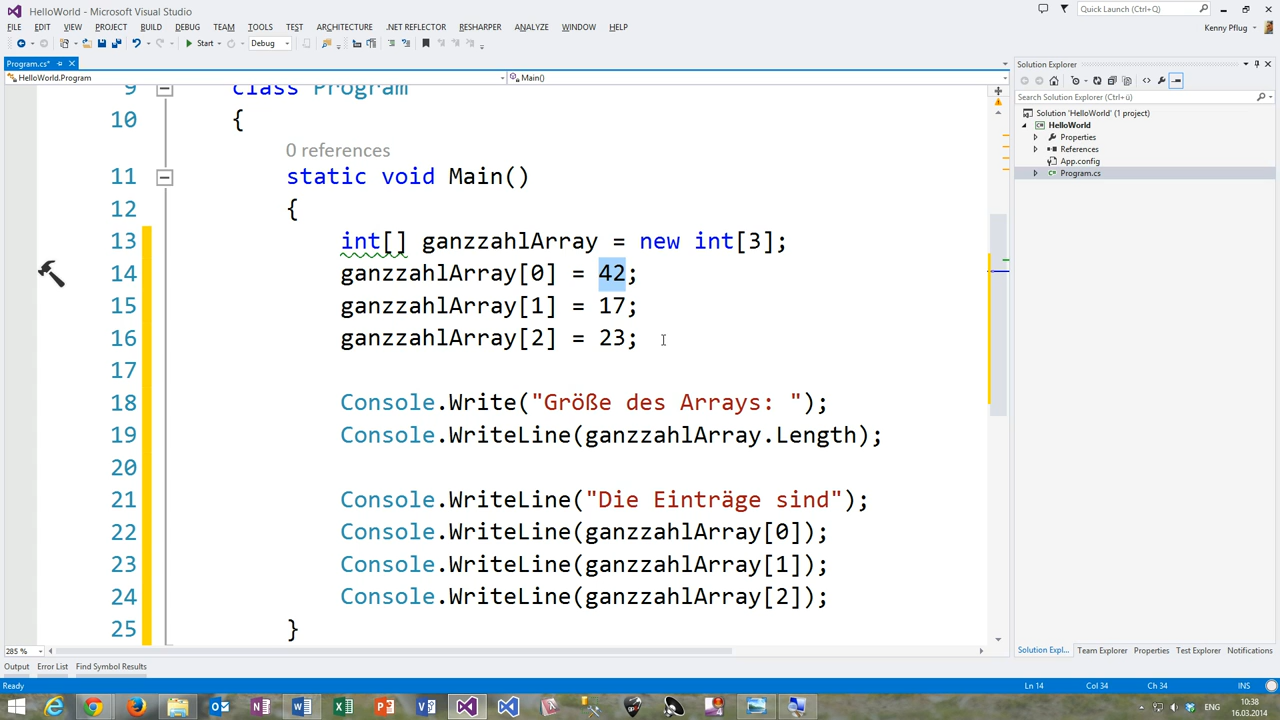 HelloWorld - Microsoft Visual Studio
Quick Launch (Ctrl+Ü)
FILE EDIT VIEW PROJECT BUILD DEBUG TEAM TOOLS TEST ARCHITECTURE .NET REFLECTOR RESHARPER ANALYZE WINDOW HELP
Kenny Pflug
Start Debug
Program.cs*
HelloWorld.Program
Main()
9 class Program
10 {
0 references
11 static void Main()
12 {
13 int[] ganzzahlArray = new int[3];
14 ganzzahlArray[0] = 42;
15 ganzzahlArray[1] = 17;
16 ganzzahlArray[2] = 23;
17
18 Console.Write("Größe des Arrays: ");
19 Console.WriteLine(ganzzahlArray.Length);
20
21 Console.WriteLine("Die Einträge sind");
22 Console.WriteLine(ganzzahlArray[0]);
23 Console.WriteLine(ganzzahlArray[1]);
24 Console.WriteLine(ganzzahlArray[2]);
25 }
285 %
Solution Explorer
Search Solution Explorer (Ctrl+ü)
Solution 'HelloWorld' (1 project)
HelloWorld
Properties
References
App.config
Program.cs
Solution Expl... Team Explorer Properties Test Explorer Notifications
Output Error List Find Symbol Results
Ready
Ln 14 Col 34 Ch 34 INS
ENG
10:38
16.03.2014